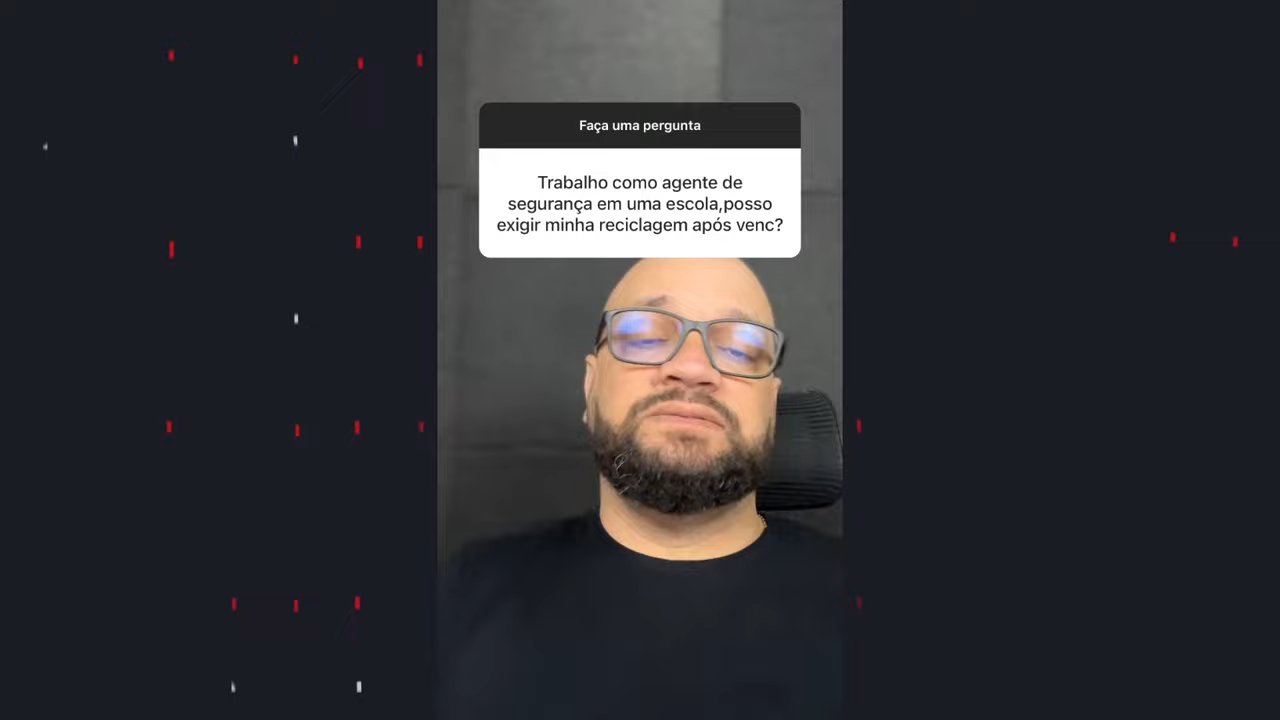 Faça uma pergunta
Trabalho como agente de
segurança em uma escola,posso
exigir minha reciclagem após venc?